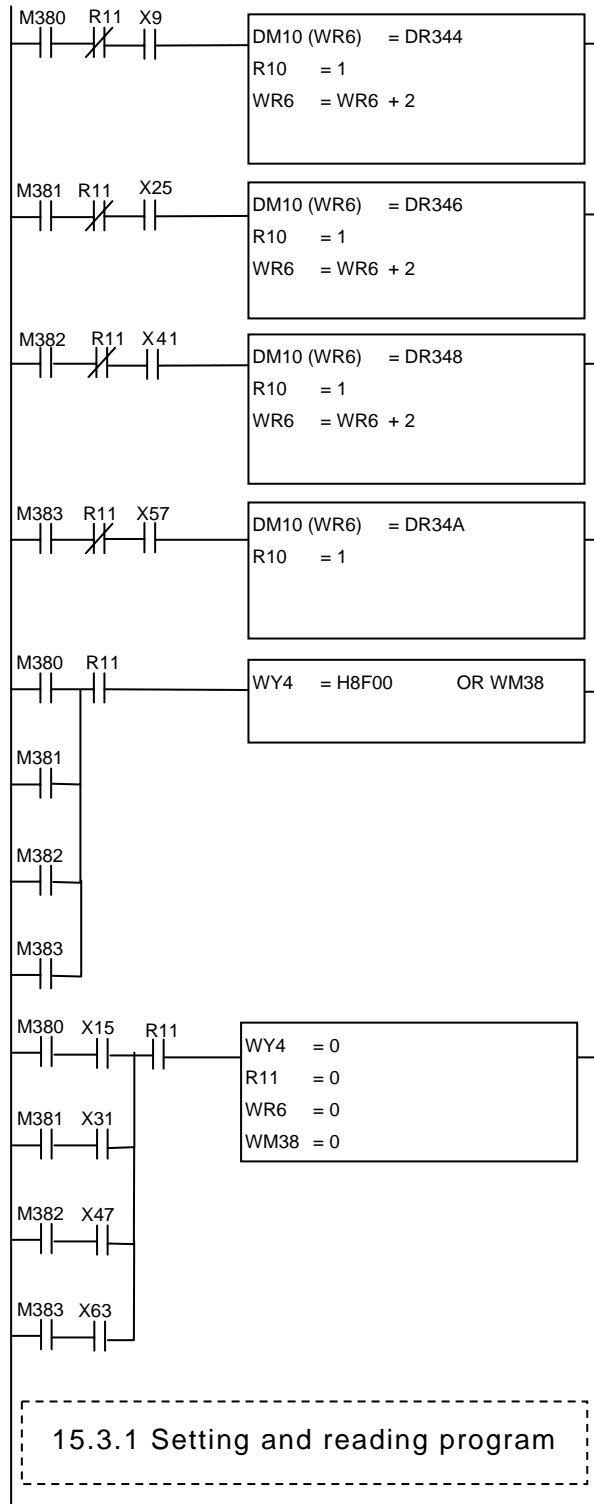 M380 R11 X9
DM10 (WR6) = DR344
R10 = 1
WR6 = WR6 + 2
M381 R11 X25
DM10 (WR6) = DR346
R10 = 1
WR6 = WR6 + 2
M382 R11 X41
DM10 (WR6) = DR348
R10 = 1
WR6 = WR6 + 2
M383 R11 X57
DM10 (WR6) = DR34A
R10 = 1
M380 R11
WY4 = H8F00 OR WM38
M381
M382
M383
M380 X15 R11
WY4 = 0
R11 = 0
WR6 = 0
WM38 = 0
M381 X31
M382 X47
M383 X63
15.3.1 Setting and reading program